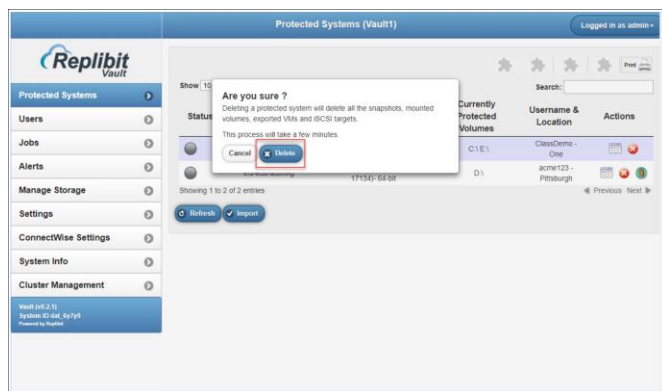 Protected Systems (Vault1)
Logged in as admin
Replibit
Vault
Print
Show 10
Search:
Protected Systems
Users
Jobs
Alerts
Manage Storage
Settings
ConnectWise Settings
System Info
Cluster Management
Vault (v8.2.1)
Powered by Replibit
Are you sure ?
Deleting a protected system will delete all the snapshots, mounted
volumes, exported VMs and iSCSI targets.
This process will take a few minutes.
Cancel
Delete
Status
Currently
Protected
Volumes
Username &
Location
Actions
C:\ E:\
ClassDemo -
One
17134)- 64-bit
D:\
acme123 -
Pittsburgh
Showing 1 to 2 of 2 entries
Previous Next
Refresh
Import